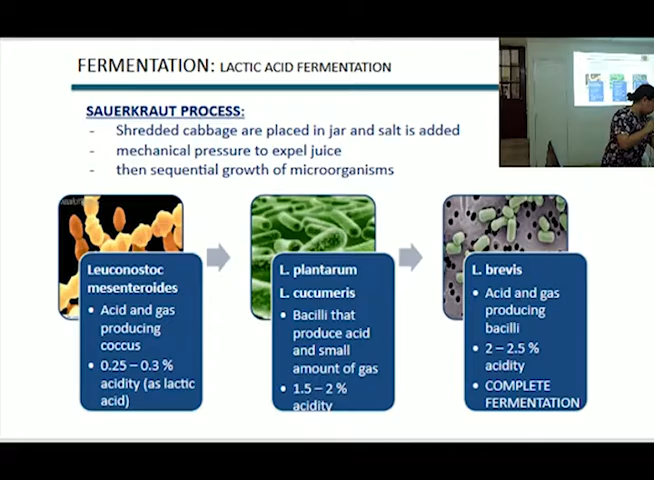 FERMENTATION: LACTIC ACID FERMENTATION
SAUERKRAUT PROCESS:
- Shredded cabbage are placed in jar and salt is added
- mechanical pressure to expel juice
- then sequential growth of microorganisms
Leuconostoc
mesenteroides
• Acid and gas
producing
coccus
• 0.25 – 0.3 %
acidity (as lactic
acid)
L. plantarum
L. cucumeris
• Bacilli that
produce acid
and small
amount of gas
• 1.5 – 2 %
acidity
L. brevis
• Acid and gas
producing
bacilli
• 2 – 2.5 %
acidity
• COMPLETE
FERMENTATION